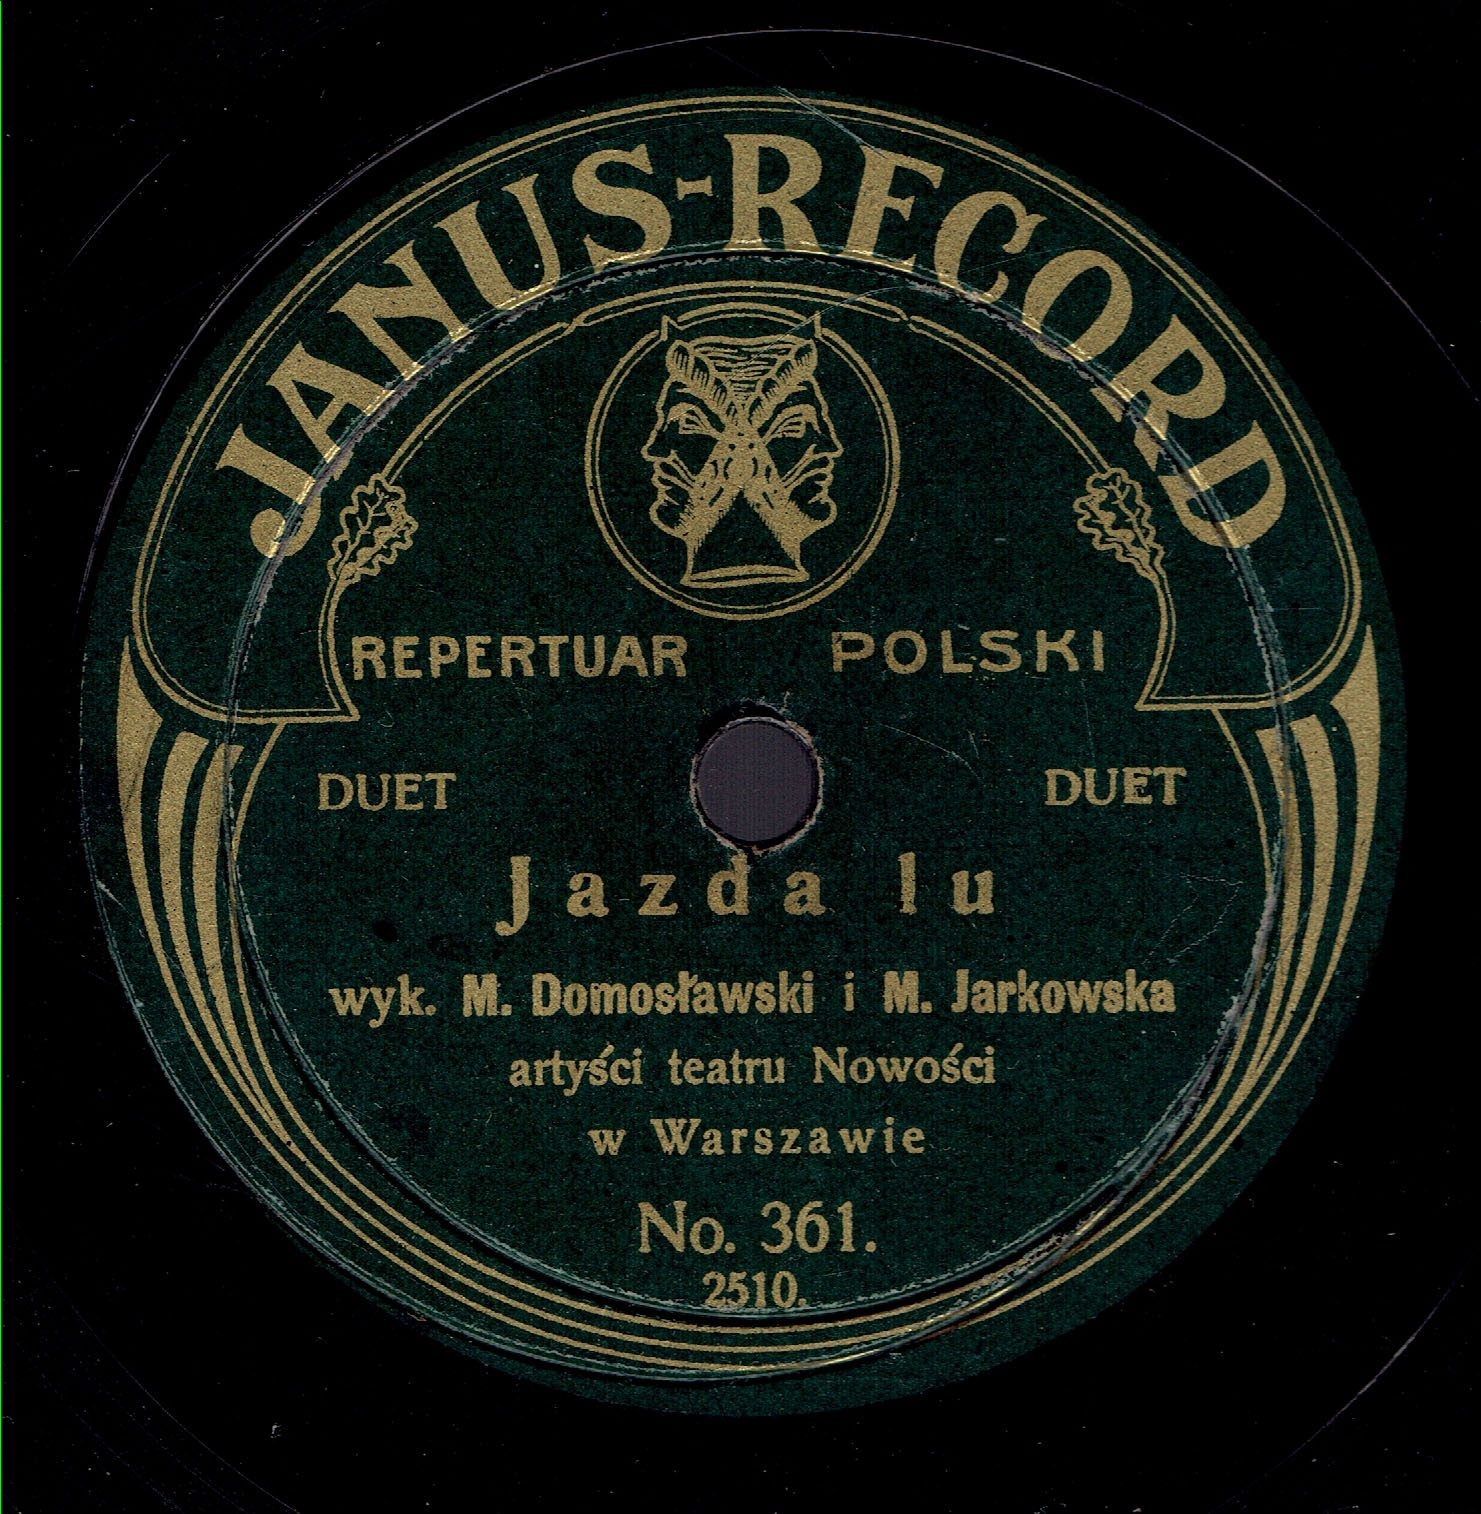 JANUS-RECORD
REPERTUAR POLSKI
DUET DUET
Jazda lu
wyk. M. Domosławski i M. Jarkowska
artyści teatru Nowości
w Warszawie
No. 361.
2510.